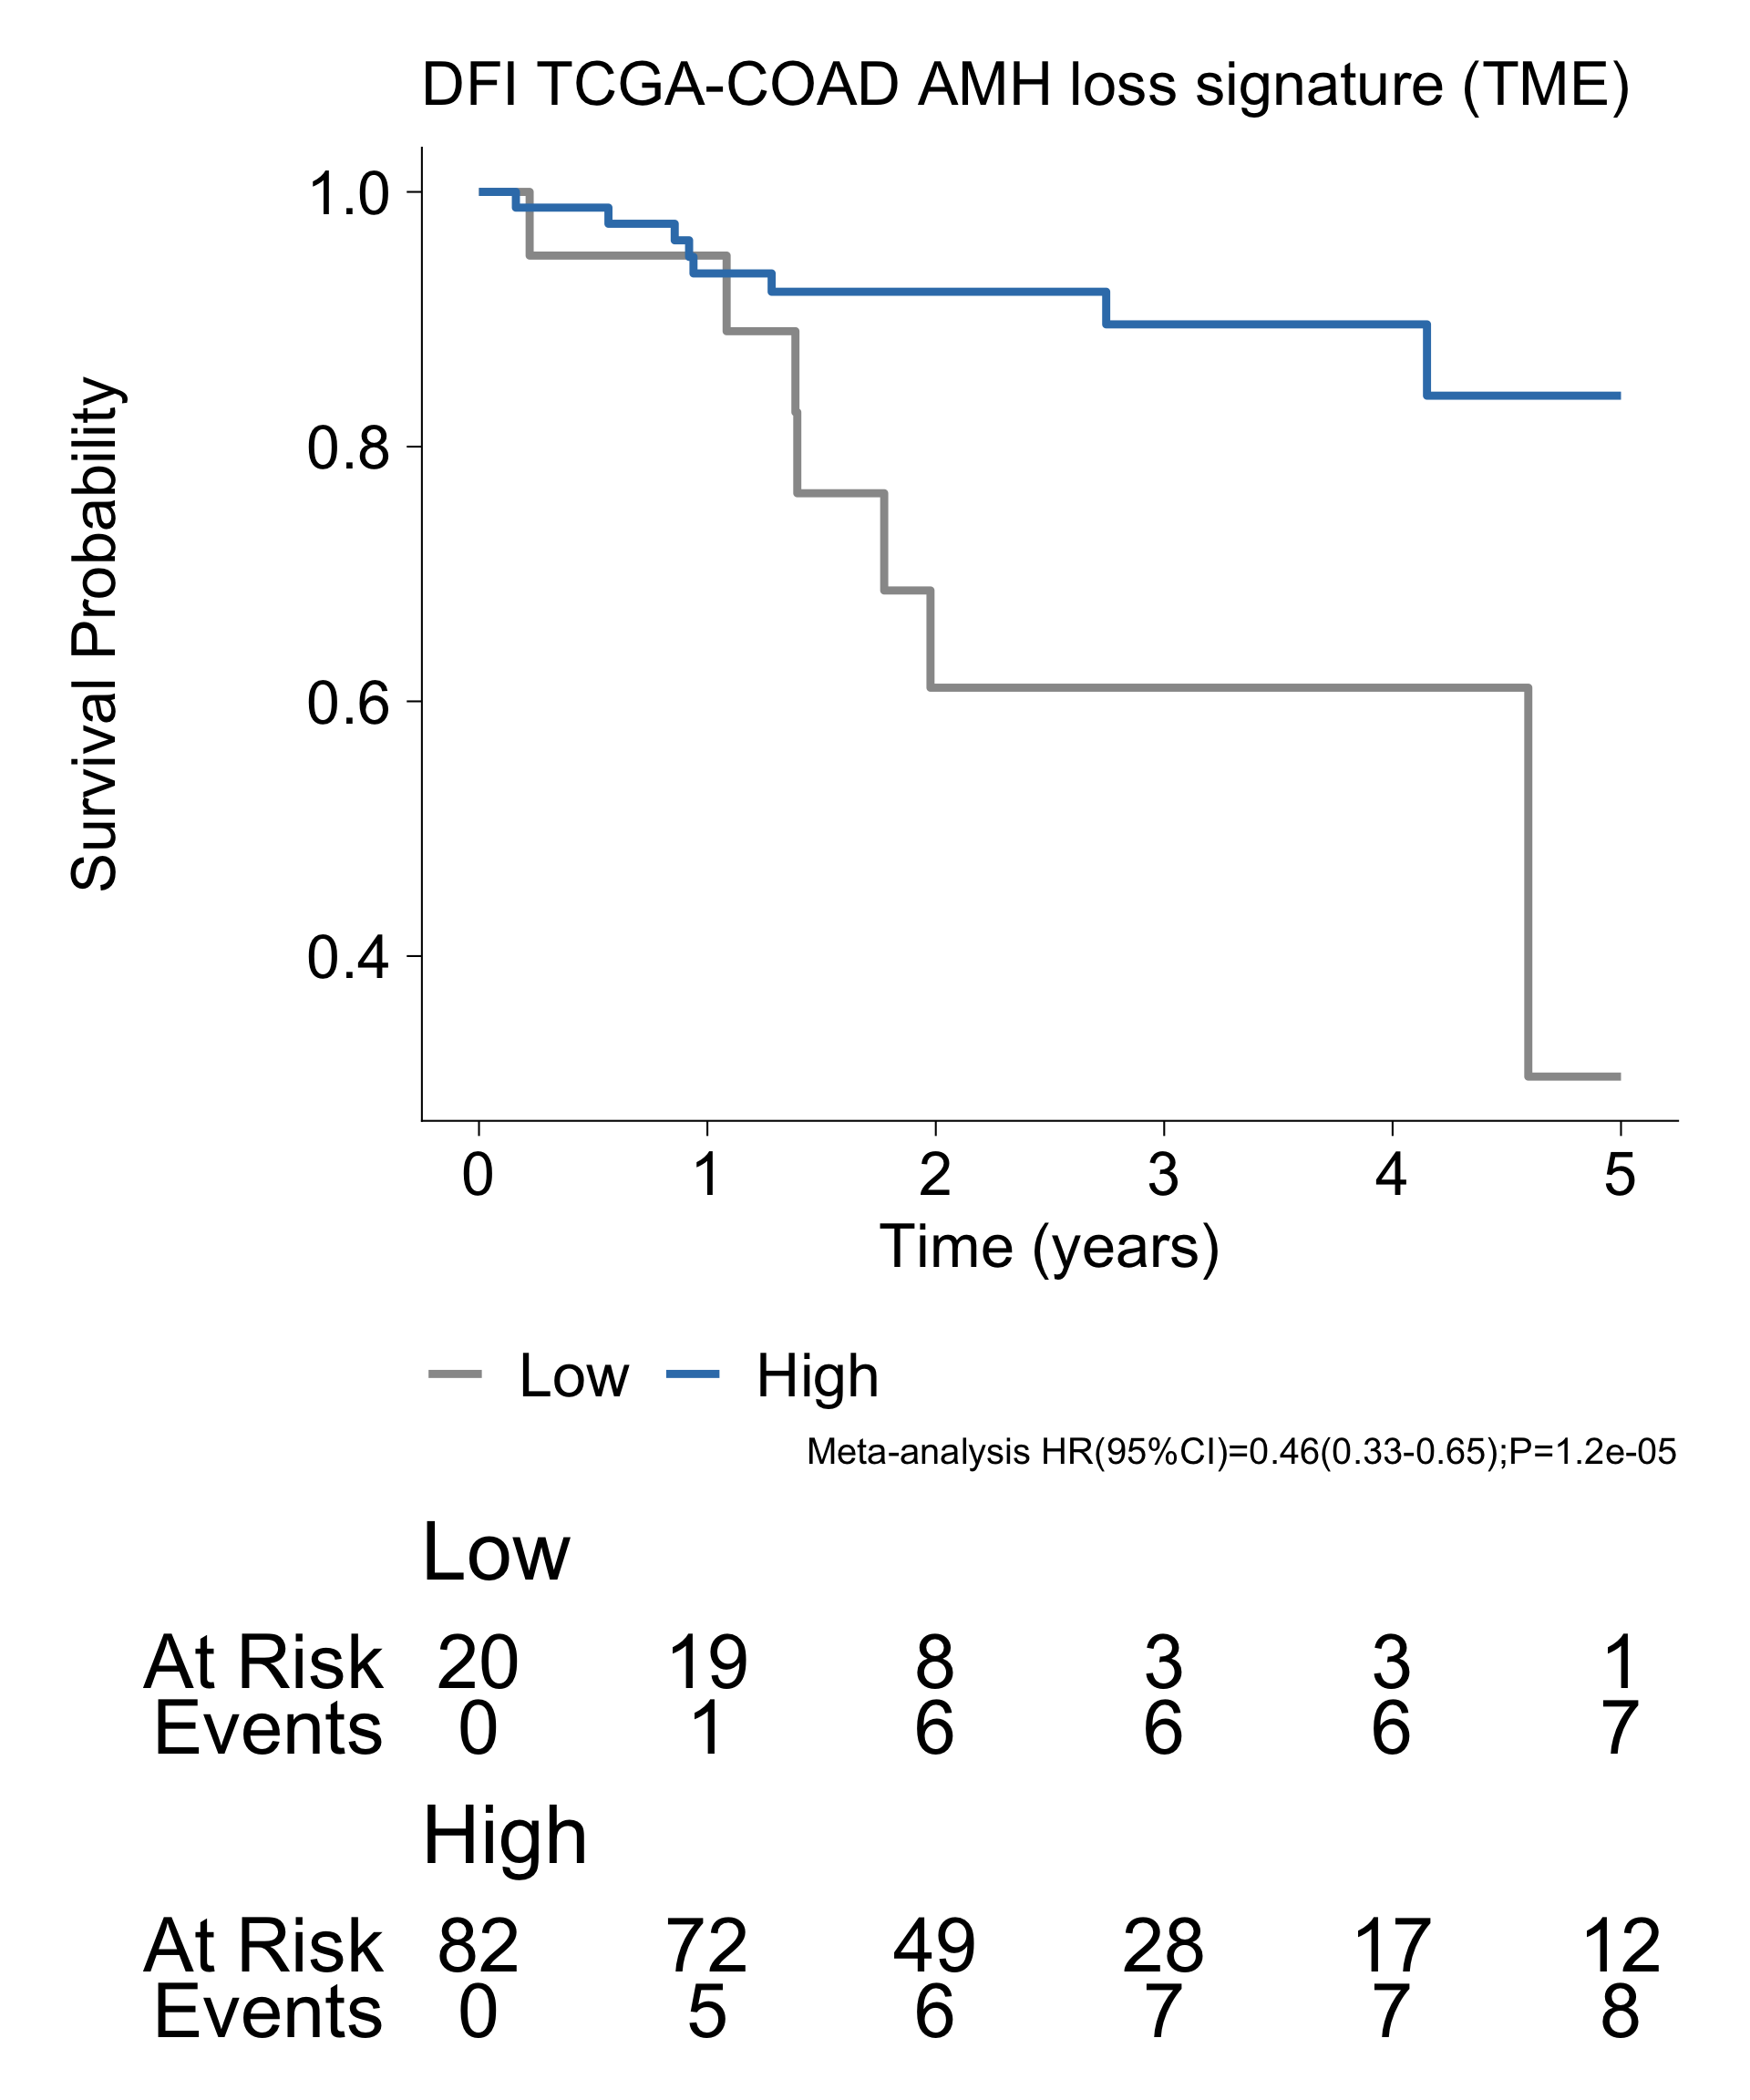 DFI TCGA-COAD AMH loss signature (TME)
Survival Probability
1.0
0.8
0.6
0.4
0 1 2 3 4 5
Time (years)
Low High
Meta-analysis HR(95%CI)=0.46(0.33-0.65);P=1.2e-05
Low
At Risk 20 19 8 3 3 1
Events 0 1 6 6 6 7
High
At Risk 82 72 49 28 17 12
Events 0 5 6 7 7 8